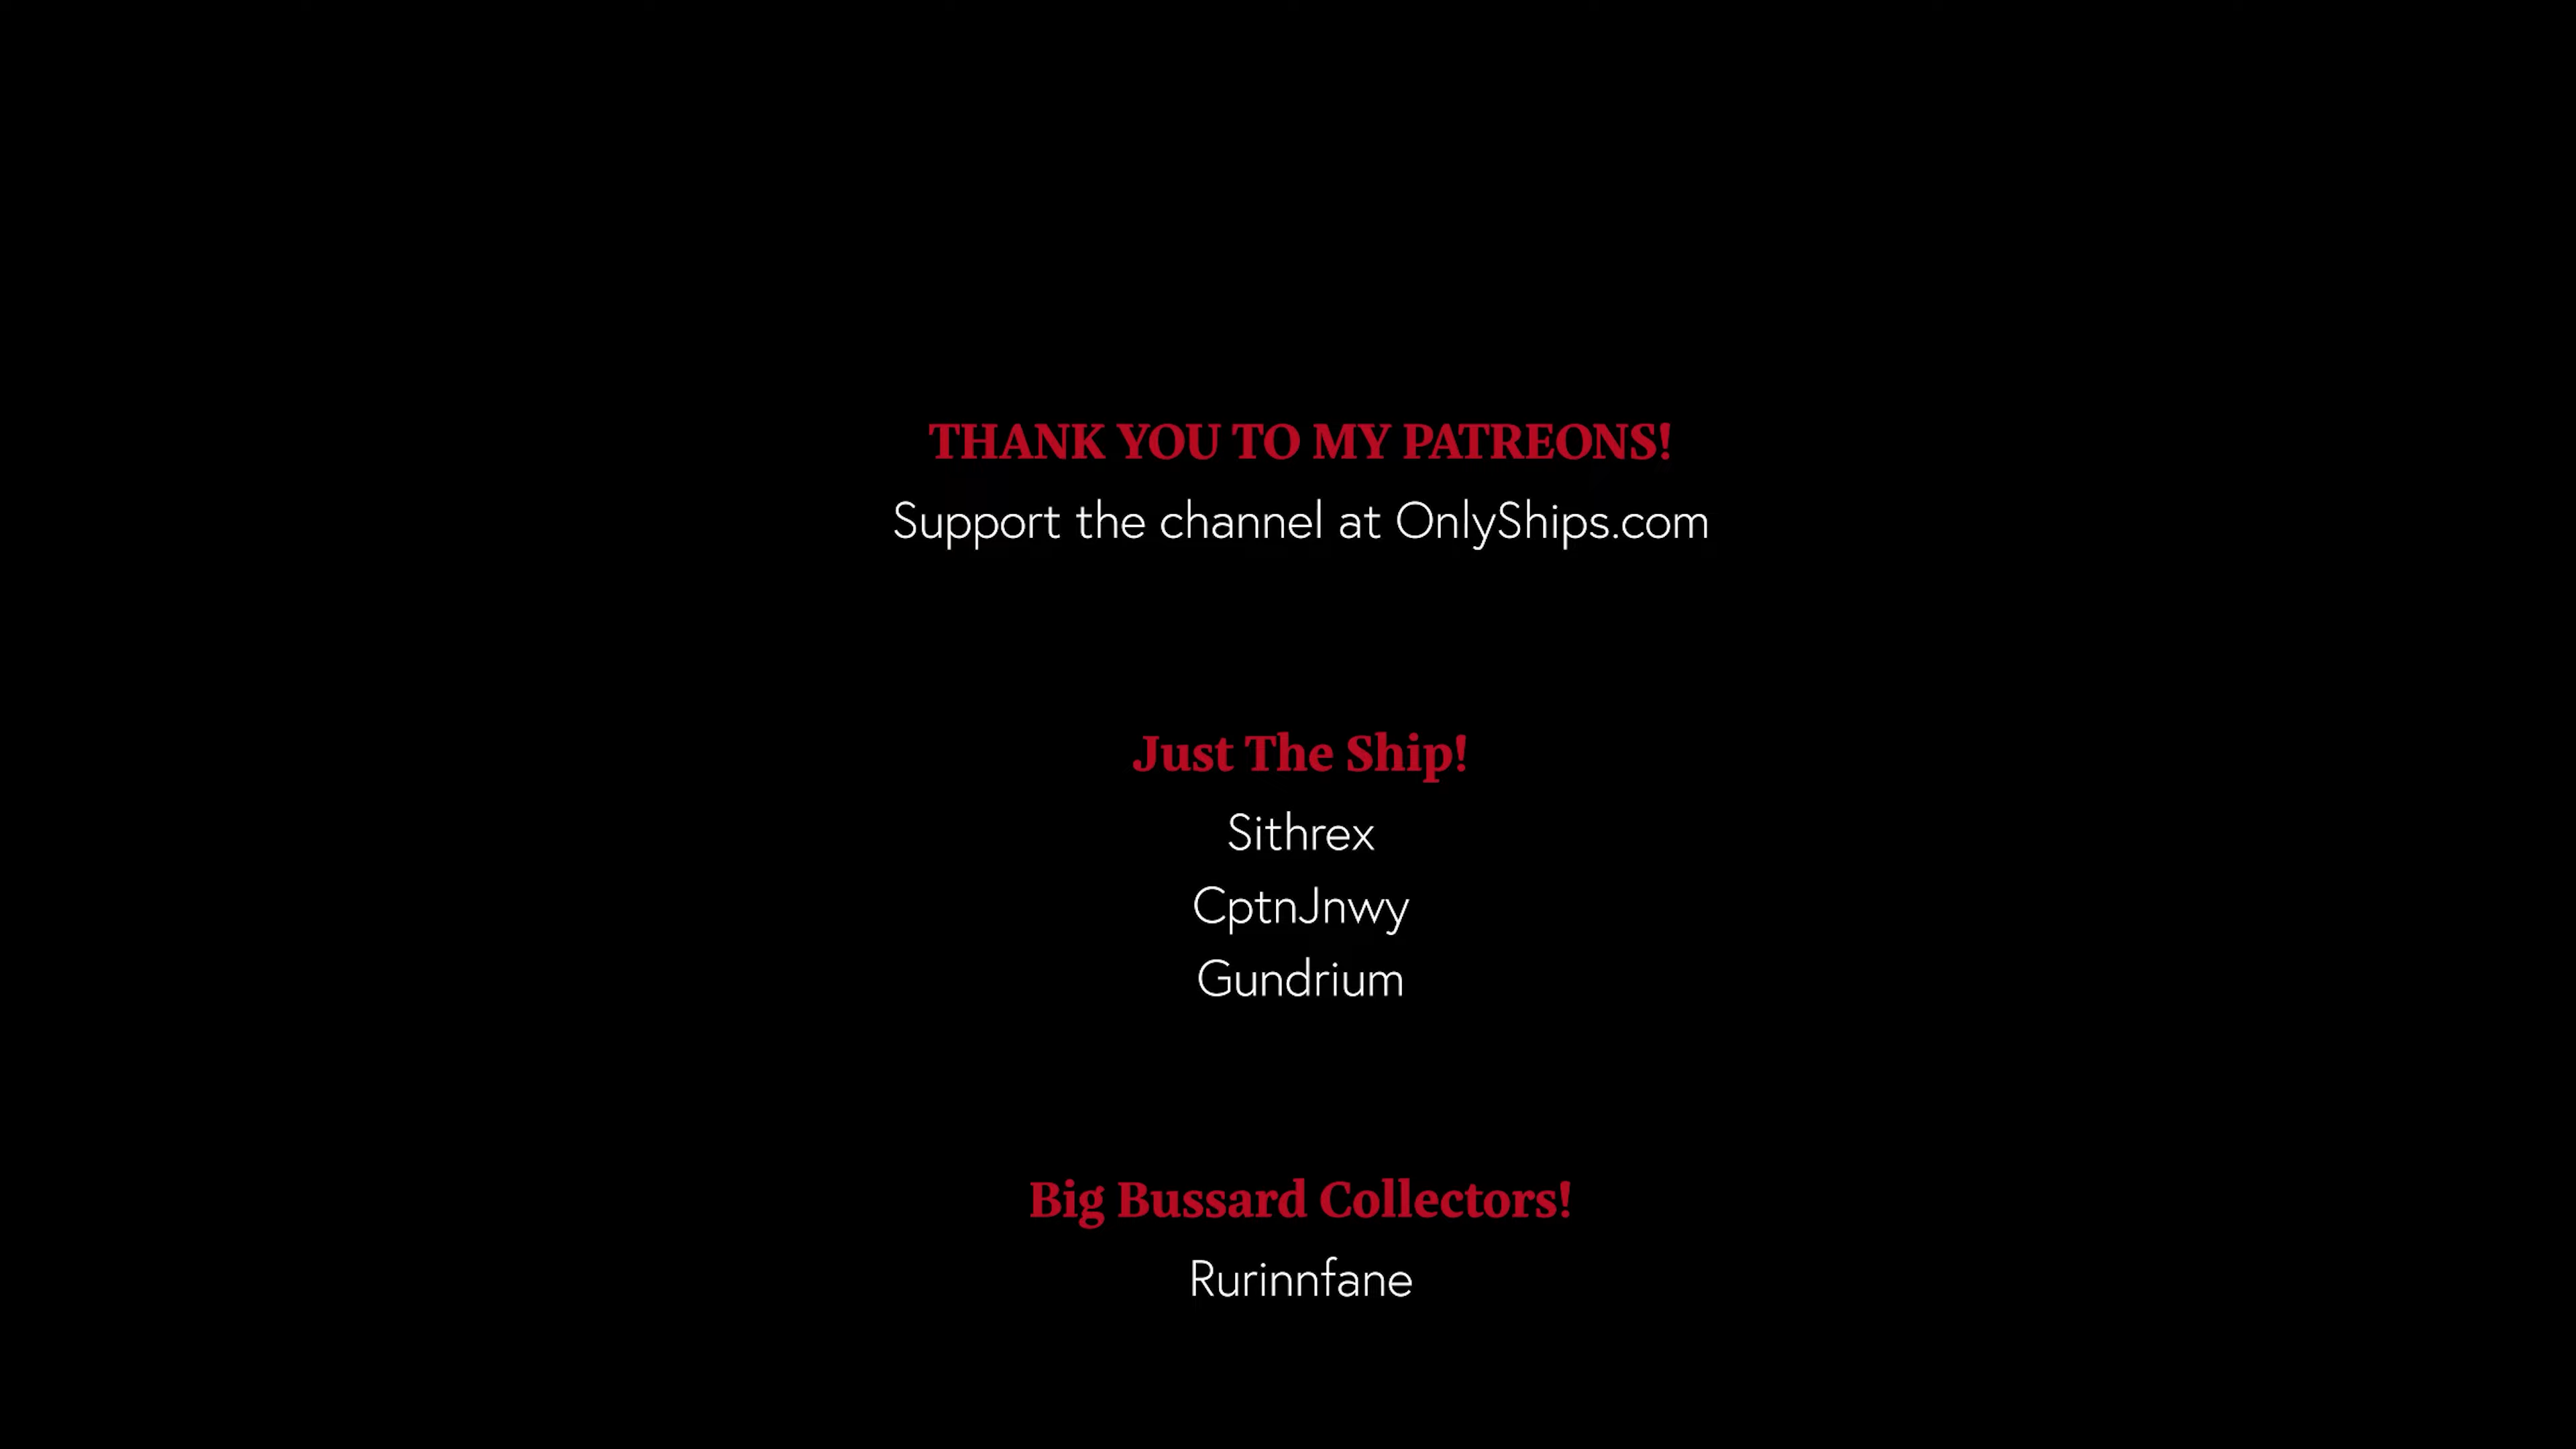 THANK YOU TO MY PATREONS!
Support the channel at OnlyShips.com
Just The Ship!
Sithrex
CptnJnwy
Gundrium
Big Bussard Collectors!
Rurinnfane